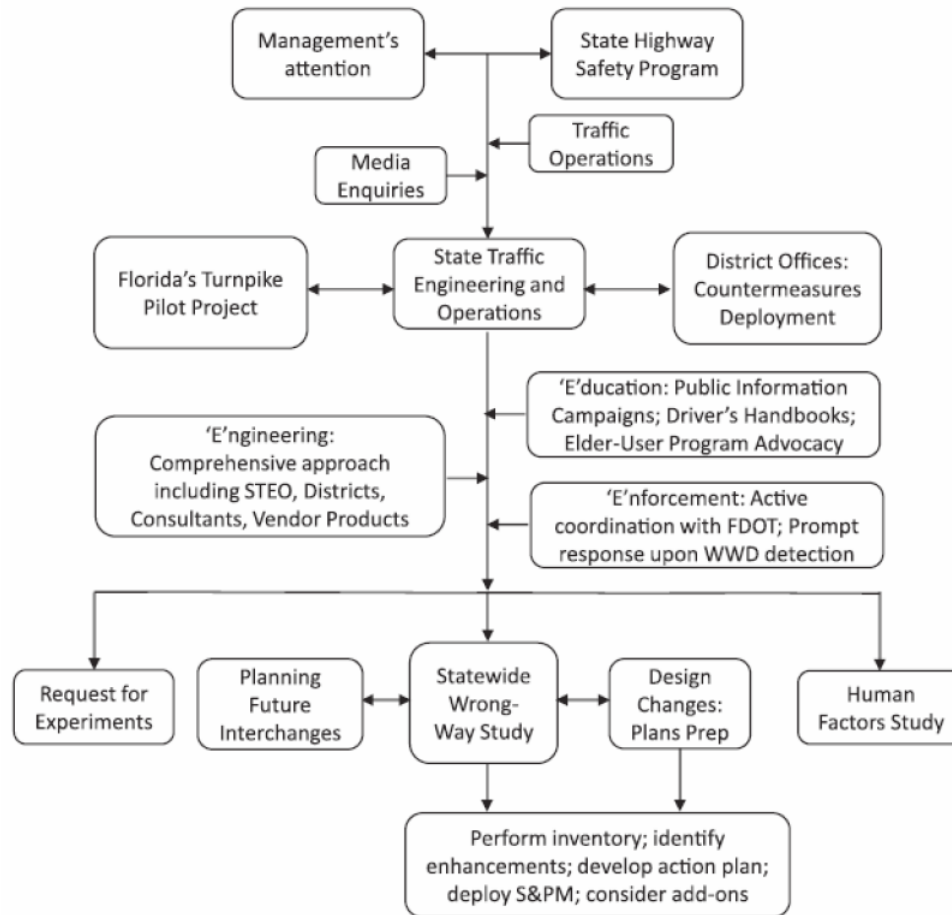 Management's
attention
State Highway
Safety Program
Traffic
Operations
Media
Enquiries
Florida's Turnpike
Pilot Project
State Traffic
Engineering and
Operations
District Offices:
Countermeasures
Deployment
'E'ducation: Public Information
Campaigns; Driver's Handbooks;
Elder-User Program Advocacy
'E'ngineering:
Comprehensive approach
including STEO, Districts,
Consultants, Vendor Products
'E'nforcement: Active
coordination with FDOT; Prompt
response upon WWD detection
Request for
Experiments
Planning
Future
Interchanges
Statewide
Wrong-
Way Study
Design
Changes:
Plans Prep
Human
Factors Study
Perform inventory; identify
enhancements; develop action plan;
deploy S&PM; consider add-ons